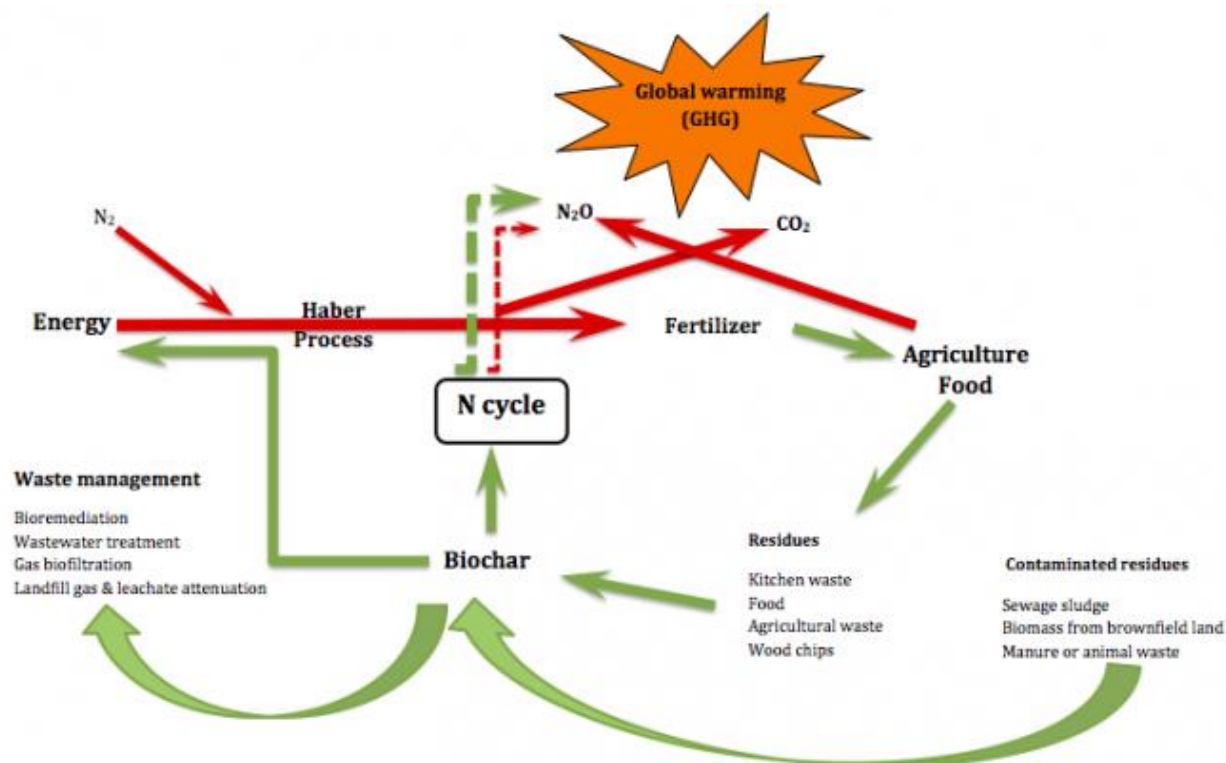 Global warming
(GHG)
N₂
N₂O
CO₂
Energy
Haber
Process
Fertilizer
Agriculture
Food
N cycle
Waste management
Bioremediation
Wastewater treatment
Gas biofiltration
Landfill gas & leachate attenuation
Biochar
Residues
Kitchen waste
Food
Agricultural waste
Wood chips
Contaminated residues
Sewage sludge
Biomass from brownfield land
Manure or animal waste